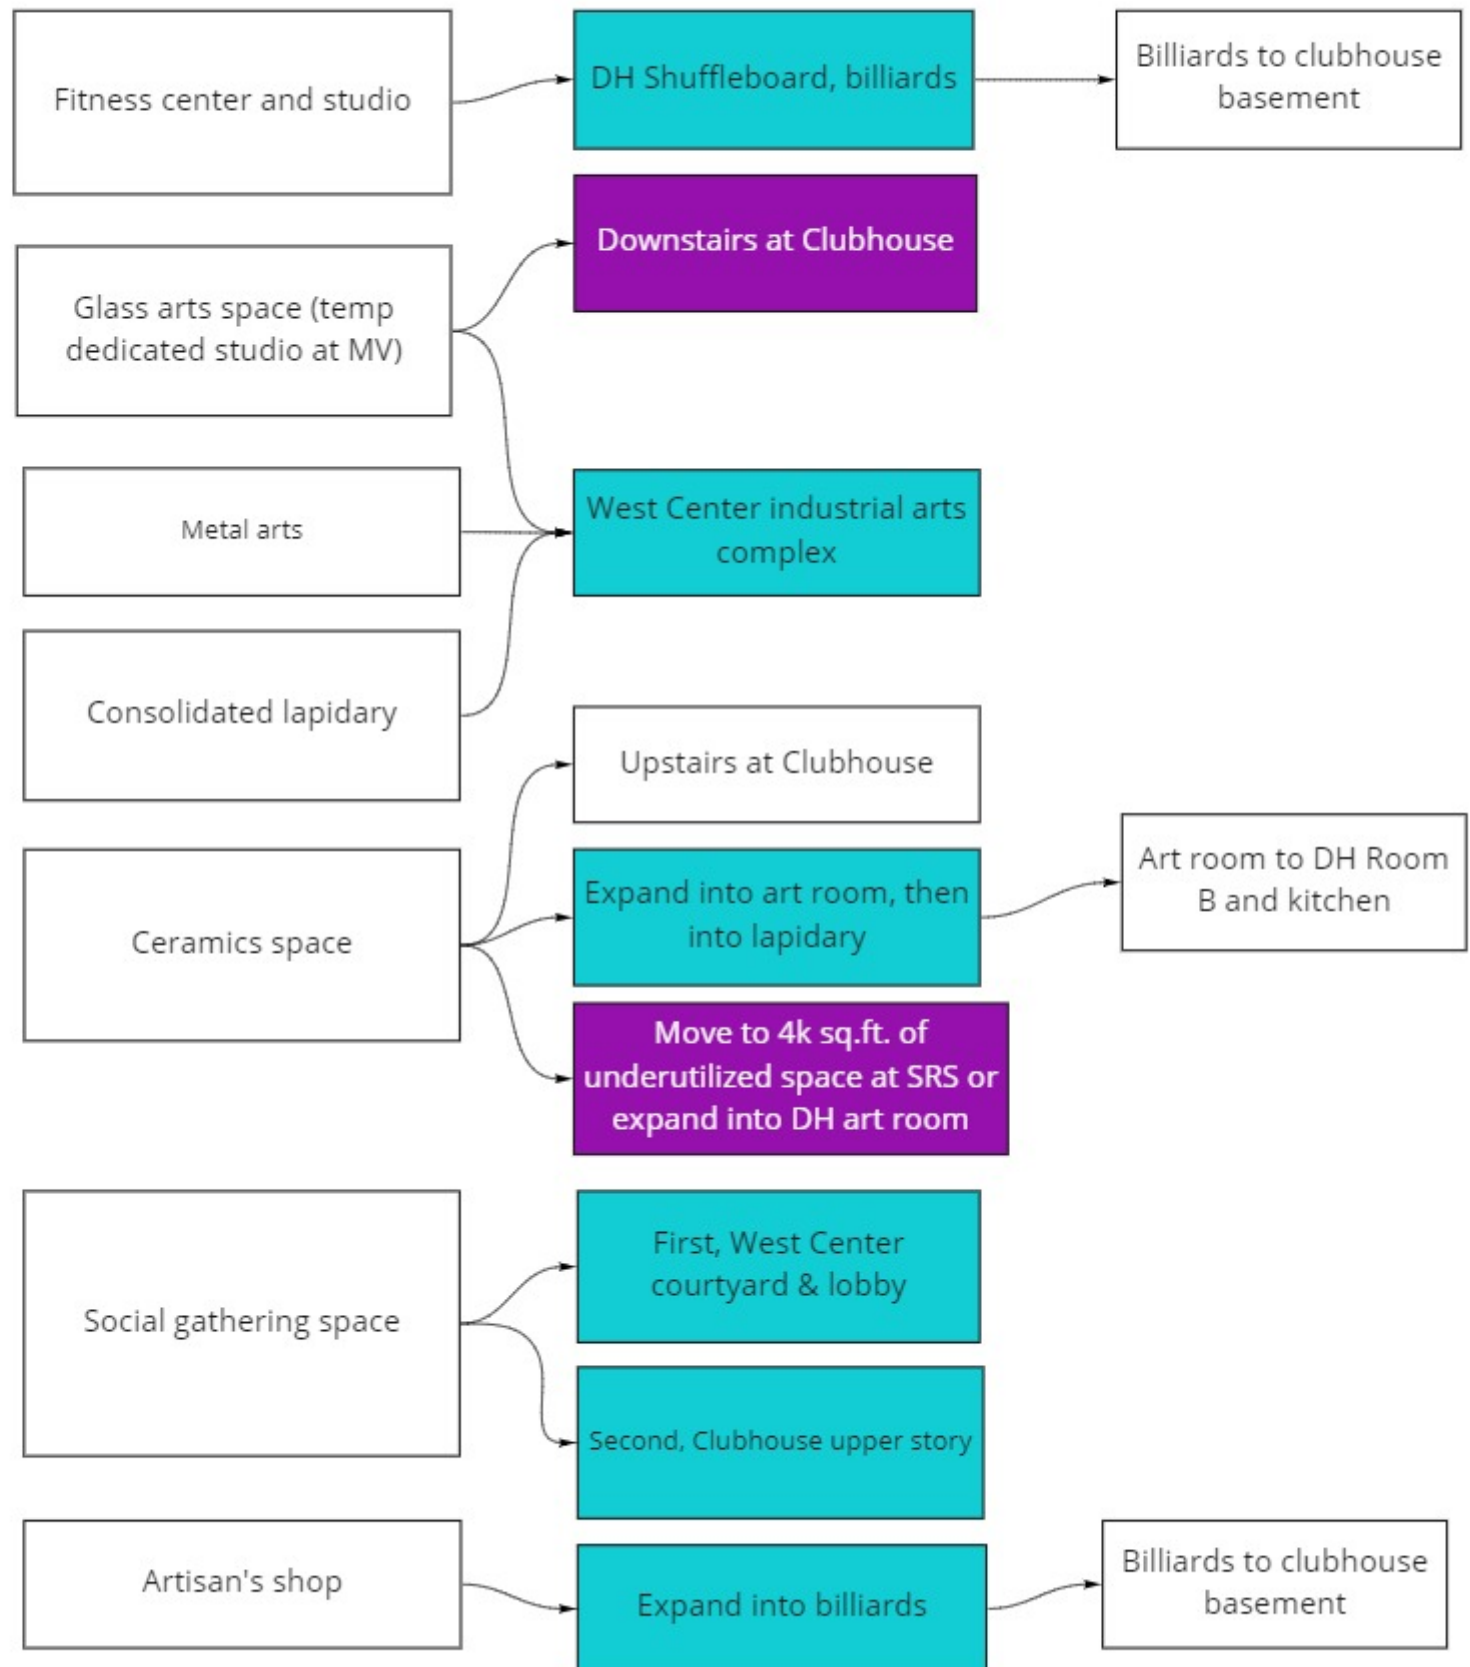 Fitness center and studio
DH Shuffleboard, billiards
Billiards to clubhouse
basement
Downstairs at Clubhouse
Glass arts space (temp
dedicated studio at MV)
Metal arts
West Center industrial arts
complex
Consolidated lapidary
Upstairs at Clubhouse
Ceramics space
Expand into art room, then
into lapidary
Art room to DH Room
B and kitchen
Move to 4k sq.ft. of
underutilized space at SRS or
expand into DH art room
Social gathering space
First, West Center
courtyard & lobby
Second, Clubhouse upper story
Artisan's shop
Expand into billiards
Billiards to clubhouse
basement